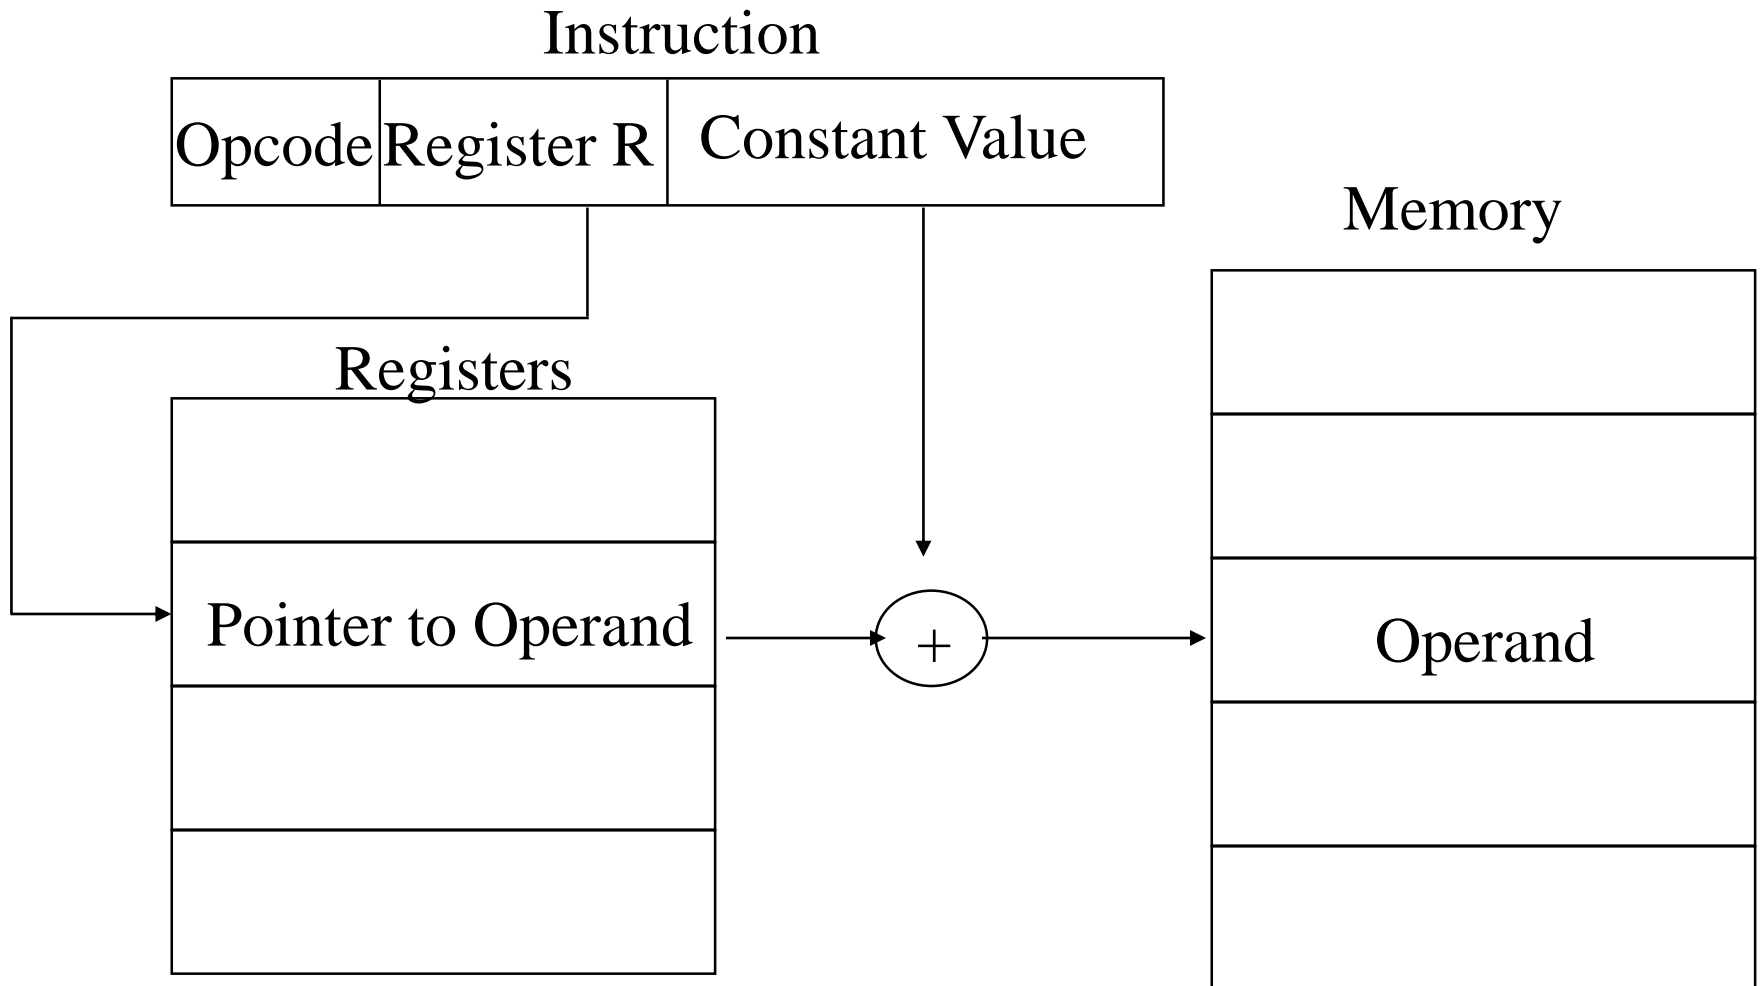 Instruction
Opcode Register R Constant Value
Memory
Registers
Pointer to Operand
+
Operand